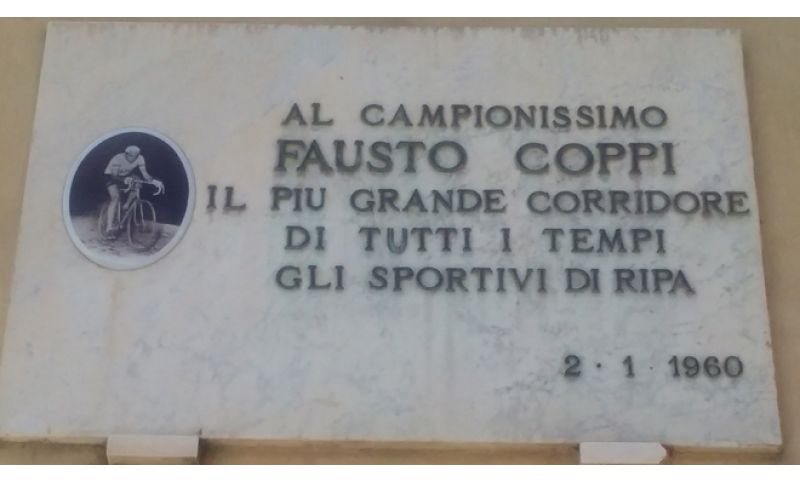 AL CAMPIONISSIMO
FAUSTO COPPI
IL PIU GRANDE CORRIDORE
DI TUTTI I TEMPI
GLI SPORTIVI DI RIPA
2 · 1 · 1960